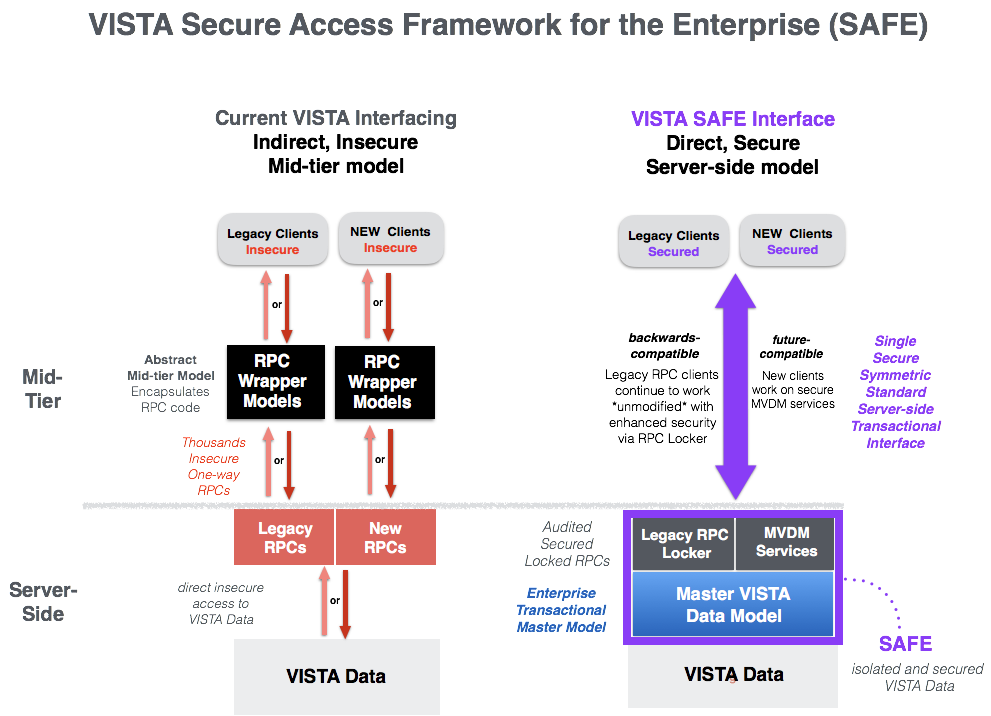 VISTA Secure Access Framework for the Enterprise (SAFE)
Current VISTA Interfacing
Indirect, Insecure
Mid-tier model
Legacy Clients
Insecure
NEW Clients
Insecure
or
or
Mid-
Tier
Abstract
Mid-tier Model
Encapsulates
RPC code
RPC
Wrapper
Models
RPC
Wrapper
Models
Thousands
Insecure
One-way
RPCs
or
or
Server-
Side
Legacy
RPCs
New
RPCs
direct insecure
access to
VISTA Data
or
VISTA Data
VISTA SAFE Interface
Direct, Secure
Server-side model
Legacy Clients
Secured
NEW Clients
Secured
backwards-
compatible
Legacy RPC clients
continue to work
*unmodified* with
enhanced security
via RPC Locker
future-
compatible
New clients
work on secure
MVDM services
Single
Secure
Symmetric
Standard
Server-side
Transactional
Interface
Audited
Secured
Locked RPCs
Enterprise
Transactional
Master Model
Legacy RPC
Locker
MVDM
Services
Master VISTA
Data Model
VISTA Data
SAFE
isolated and secured
VISTA Data